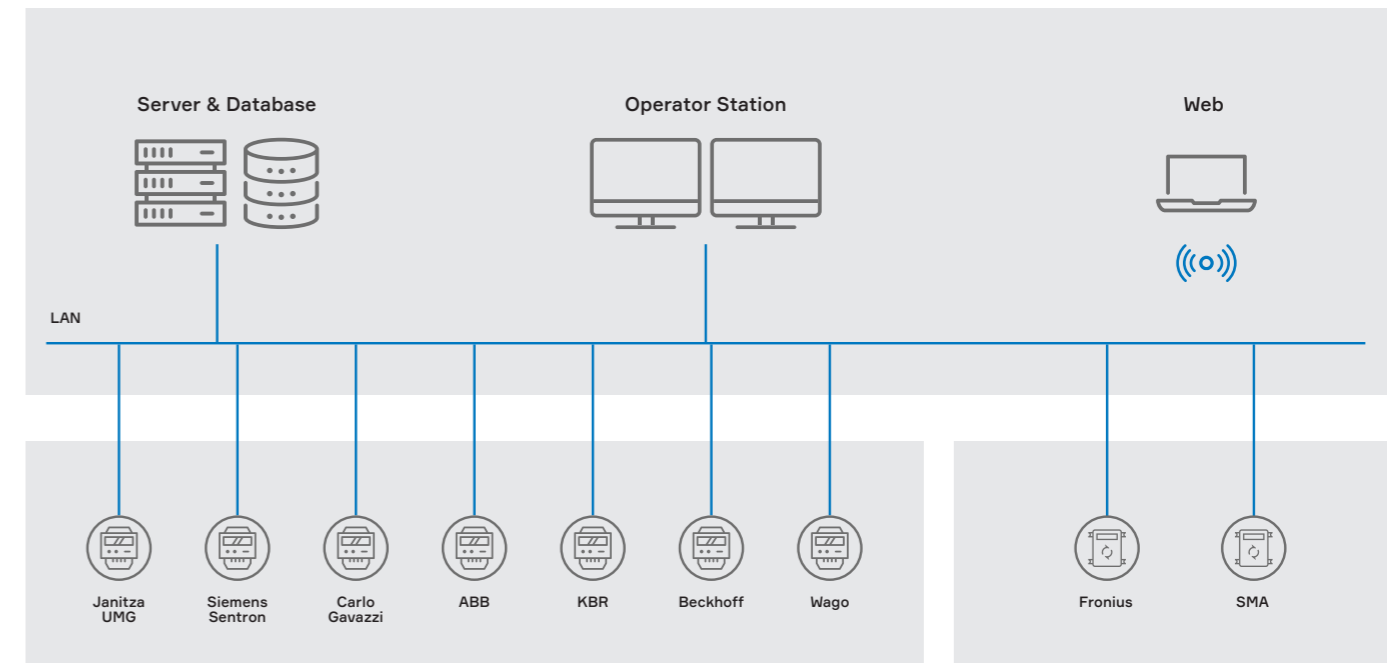 Server & Database
Operator Station
Web
LAN
Janitza
UMG
Siemens
Sentron
Carlo
Gavazzi
ABB
KBR
Beckhoff
Wago
Fronius
SMA